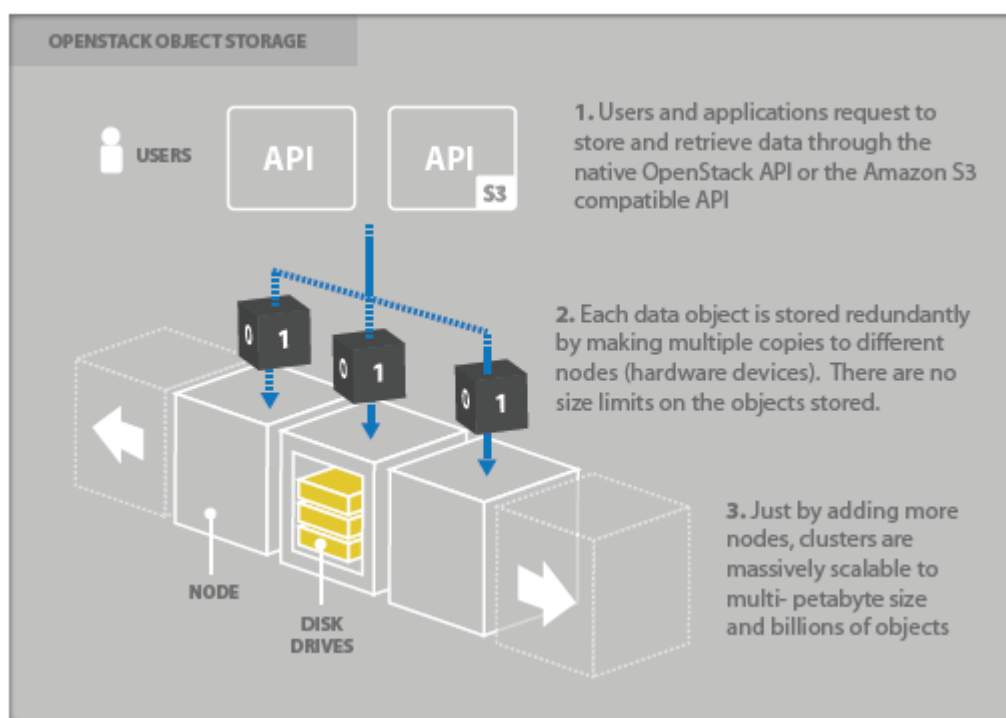 OPENSTACK OBJECT STORAGE
USERS
API
API
S3
1. Users and applications request to
store and retrieve data through the
native OpenStack API or the Amazon S3
compatible API
0 1
0 1
0 1
2. Each data object is stored redundantly
by making multiple copies to different
nodes (hardware devices). There are no
size limits on the objects stored.
3. Just by adding more
nodes, clusters are
massively scalable to
multi- petabyte size
and billions of objects
NODE
DISK
DRIVES